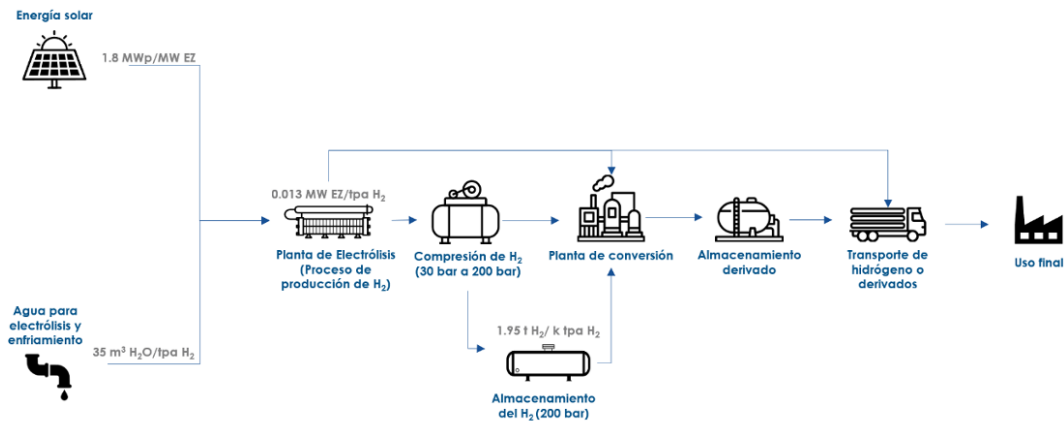 Energía solar
1.8 MWp/MW EZ
0.013 MW EZ/tpa H₂
Planta de Electrólisis
(Proceso de
producción de H₂)
Compresión de H₂
(30 bar a 200 bar)
Planta de conversión
Almacenamiento
derivado
Transporte de
hidrógeno o
derivados
Uso final
Agua para
electrólisis y
enfriamiento
35 m³ H₂O/tpa H₂
1.95 t H₂/ k tpa H₂
Almacenamiento
del H₂ (200 bar)